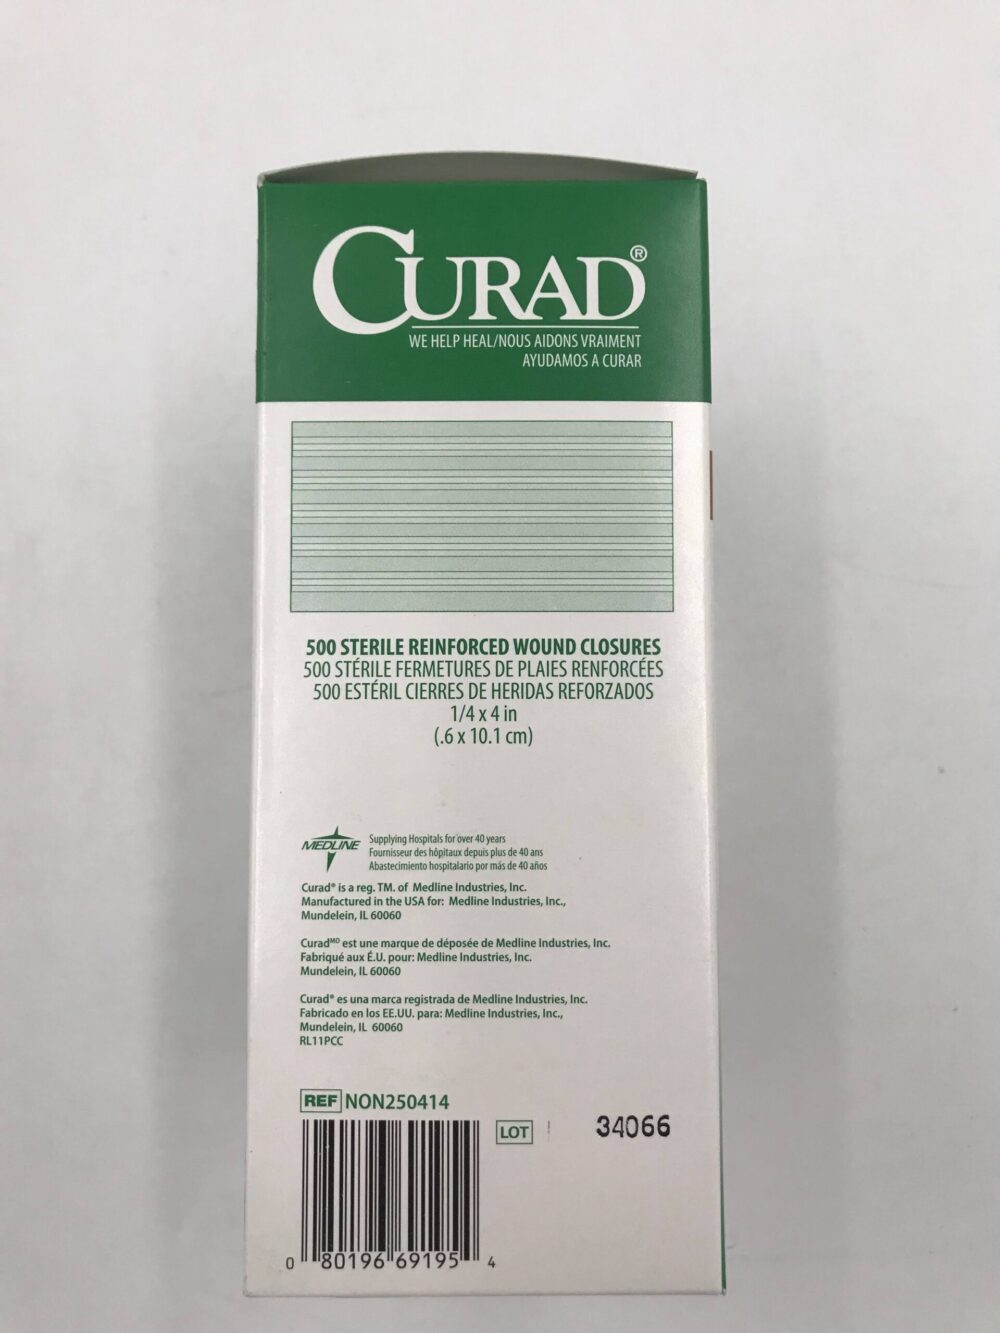 CURAD®
WE HELP HEAL/NOUS AIDONS VRAIMENT
AYUDAMOS A CURAR
500 STERILE REINFORCED WOUND CLOSURES
500 STÉRILE FERMETURES DE PLAIES RENFORCÉES
500 ESTÉRIL CIERRES DE HERIDAS REFORZADOS
1/4 x 4 in
(.6 x 10.1 cm)
MEDLINE
Supplying Hospitals for over 40 years
Fournisseur des hôpitaux depuis plus de 40 ans
Abastecimiento hospitalario por más de 40 años
Curad® is a reg. TM. of Medline Industries, Inc.
Manufactured in the USA for: Medline Industries, Inc.,
Mundelein, IL 60060
Curadᴹᴰ est une marque de déposée de Medline Industries, Inc.
Fabriqué aux É.U. pour: Medline Industries, Inc.
Mundelein, IL 60060
Curad® es una marca registrada de Medline Industries, Inc.
Fabricado en los EE.UU. para: Medline Industries, Inc.,
Mundelein, IL 60060
RL11PCC
REF NON250414
LOT 34066
0 80196 69195 4